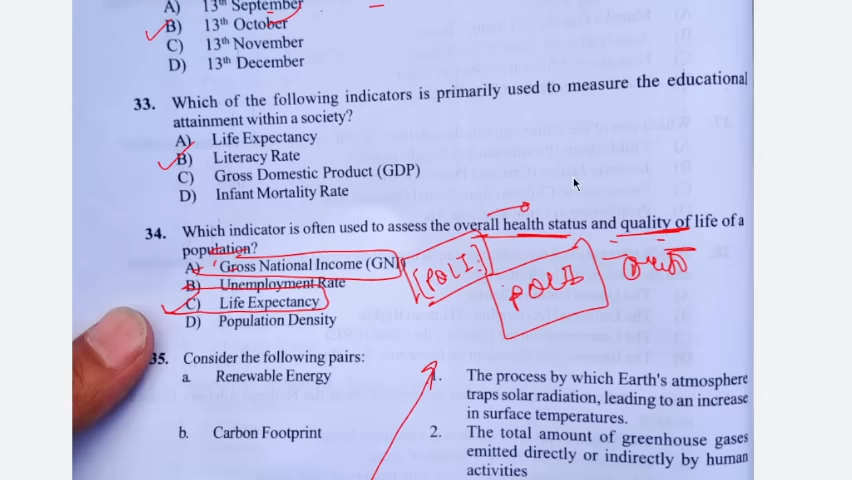 A) 13th September
B) 13th October
C) 13th November
D) 13th December
33. Which of the following indicators is primarily used to measure the educational
attainment within a society?
A) Life Expectancy
B) Literacy Rate
C) Gross Domestic Product (GDP)
D) Infant Mortality Rate
34. Which indicator is often used to assess the overall health status and quality of life of a
population?
A) Gross National Income (GNI)
B) Unemployment Rate
C) Life Expectancy
D) Population Density
[POLI]
POLI
35. Consider the following pairs:
a. Renewable Energy
1. The process by which Earth's atmosphere
traps solar radiation, leading to an increase
in surface temperatures.
b. Carbon Footprint
2. The total amount of greenhouse gases
emitted directly or indirectly by human
activities